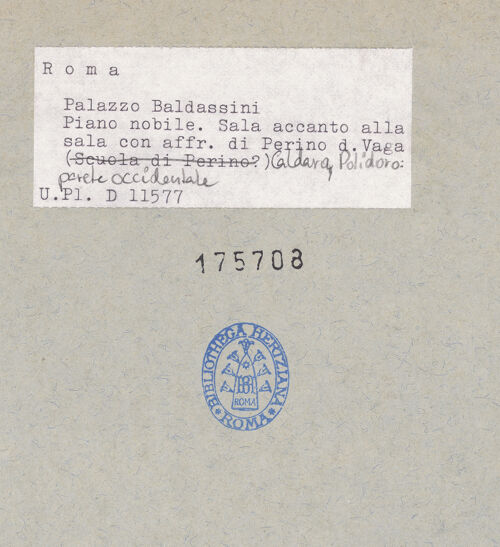 R o m a
Palazzo Baldassini
Piano nobile. Sala accanto alla
sala con affr. di Perino d.Vaga
(Scuola di Perino?) Caldara, Polidoro:
parete occidentale
U.Pl. D 11577
175708
BIBLIOTHECA HERTZIANA
BH
ROMA
ROMA